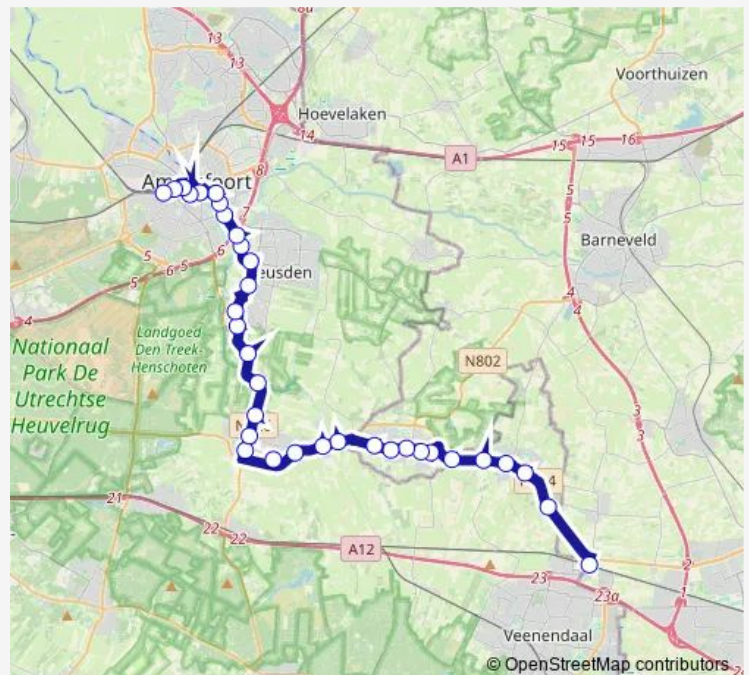 8a
13
13
Voorthuizen
Hoevelaken
14
15
15
16
A1
8
5
5
7
Barneveld
5
6
5
6
5
eusden
4
4
4
Landgoed
Den Treek-
Henschoten
Nationaal
Park De
Utrechtse
Heuvelrug
N802
3
3
21
22
22
A12
23
2
1
23a
Veenendaal
© OpenStreetMap contributors